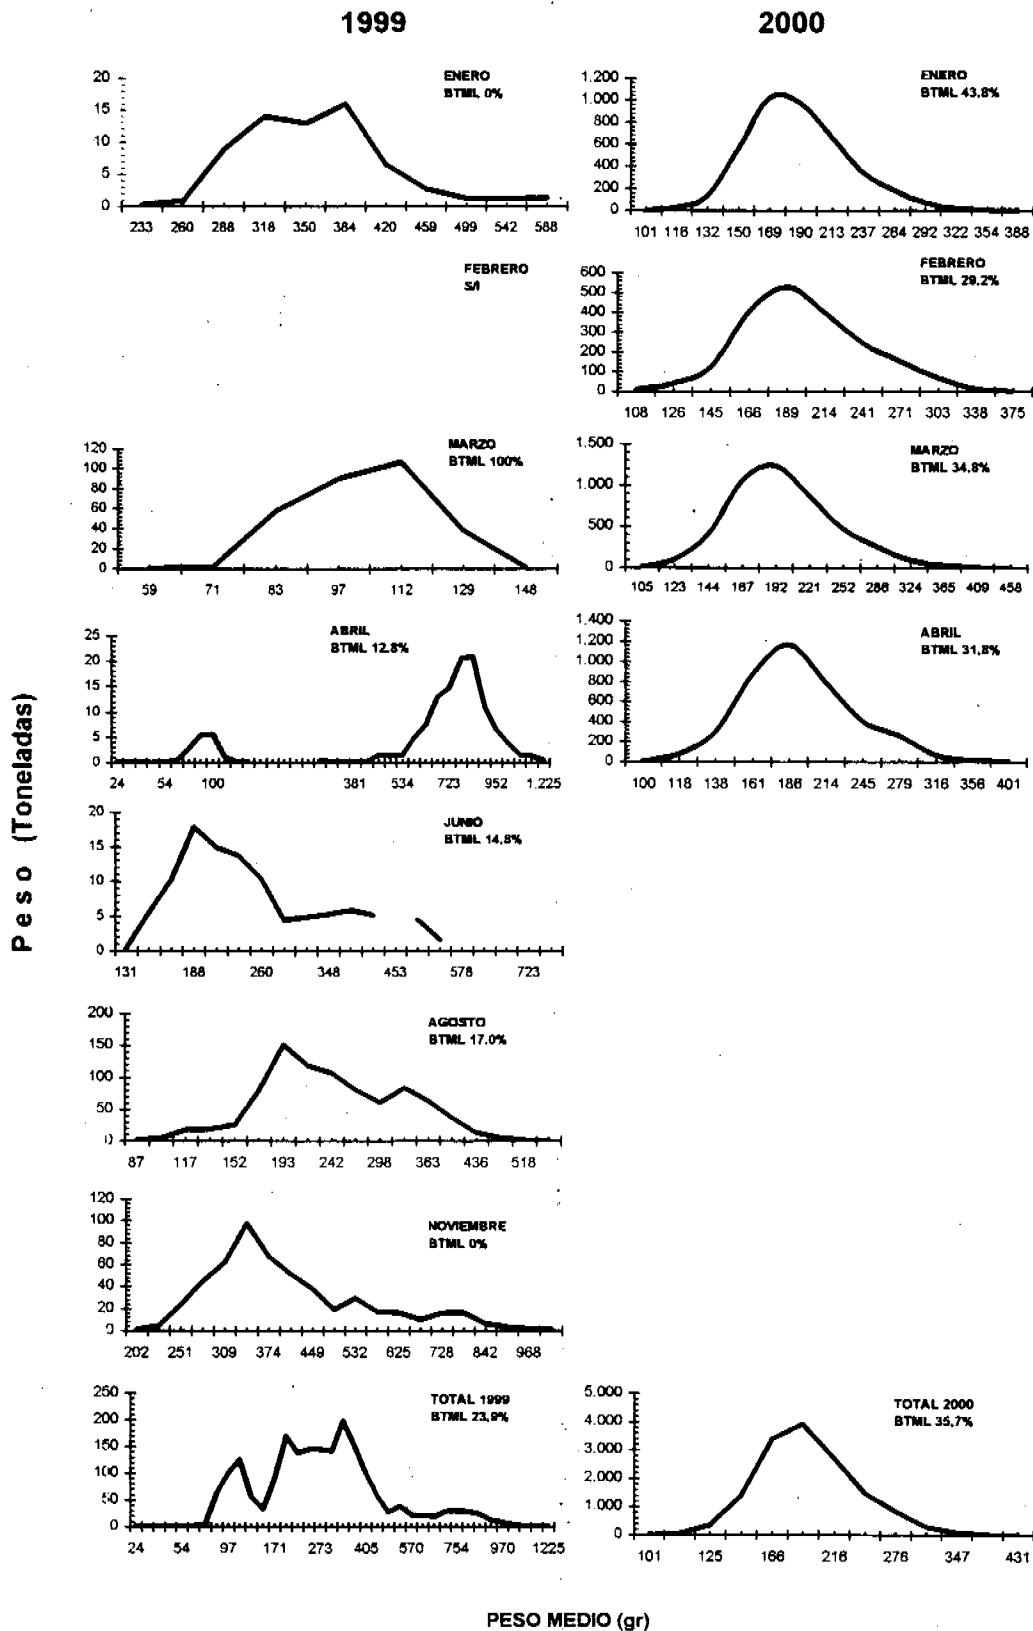 1999
2000
Peso (Toneladas)
ENERO
BTML 0%
20
15
10
5
0
233 260 288 318 350 384 420 459 499 542 588
ENERO
BTML 43,8%
1.200
1.000
800
600
400
200
0
101 116 132 150 169 190 213 237 264 292 322 354 388
FEBRERO
S/I
FEBRERO
BTML 29.2%
600
500
400
300
200
100
0
108 126 145 166 189 214 241 271 303 338 375
MARZO
BTML 100%
120
100
80
60
40
20
0
59 71 83 97 112 129 148
MARZO
BTML 34,8%
1.500
1.000
500
0
105 123 144 167 192 221 252 286 324 365 409 458
ABRIL
BTML 12,8%
25
20
15
10
5
0
24 54 100 381 534 723 952 1.225
ABRIL
BTML 31,8%
1.400
1.200
1.000
800
600
400
200
0
100 118 138 161 186 214 245 279 316 356 401
JUNIO
BTML 14,8%
20
15
10
5
0
131 188 260 348 453 578 723
AGOSTO
BTML 17.0%
200
150
100
50
0
87 117 152 193 242 298 363 436 518
NOVIEMBRE
BTML 0%
120
100
80
60
40
20
0
202 251 309 374 449 532 625 728 842 968
TOTAL 1999
BTML 23,9%
250
200
150
100
50
0
24 54 97 171 273 405 570 754 970 1225
TOTAL 2000
BTML 35,7%
5.000
4.000
3.000
2.000
1.000
0
101 125 166 216 276 347 431
PESO MEDIO (gr)